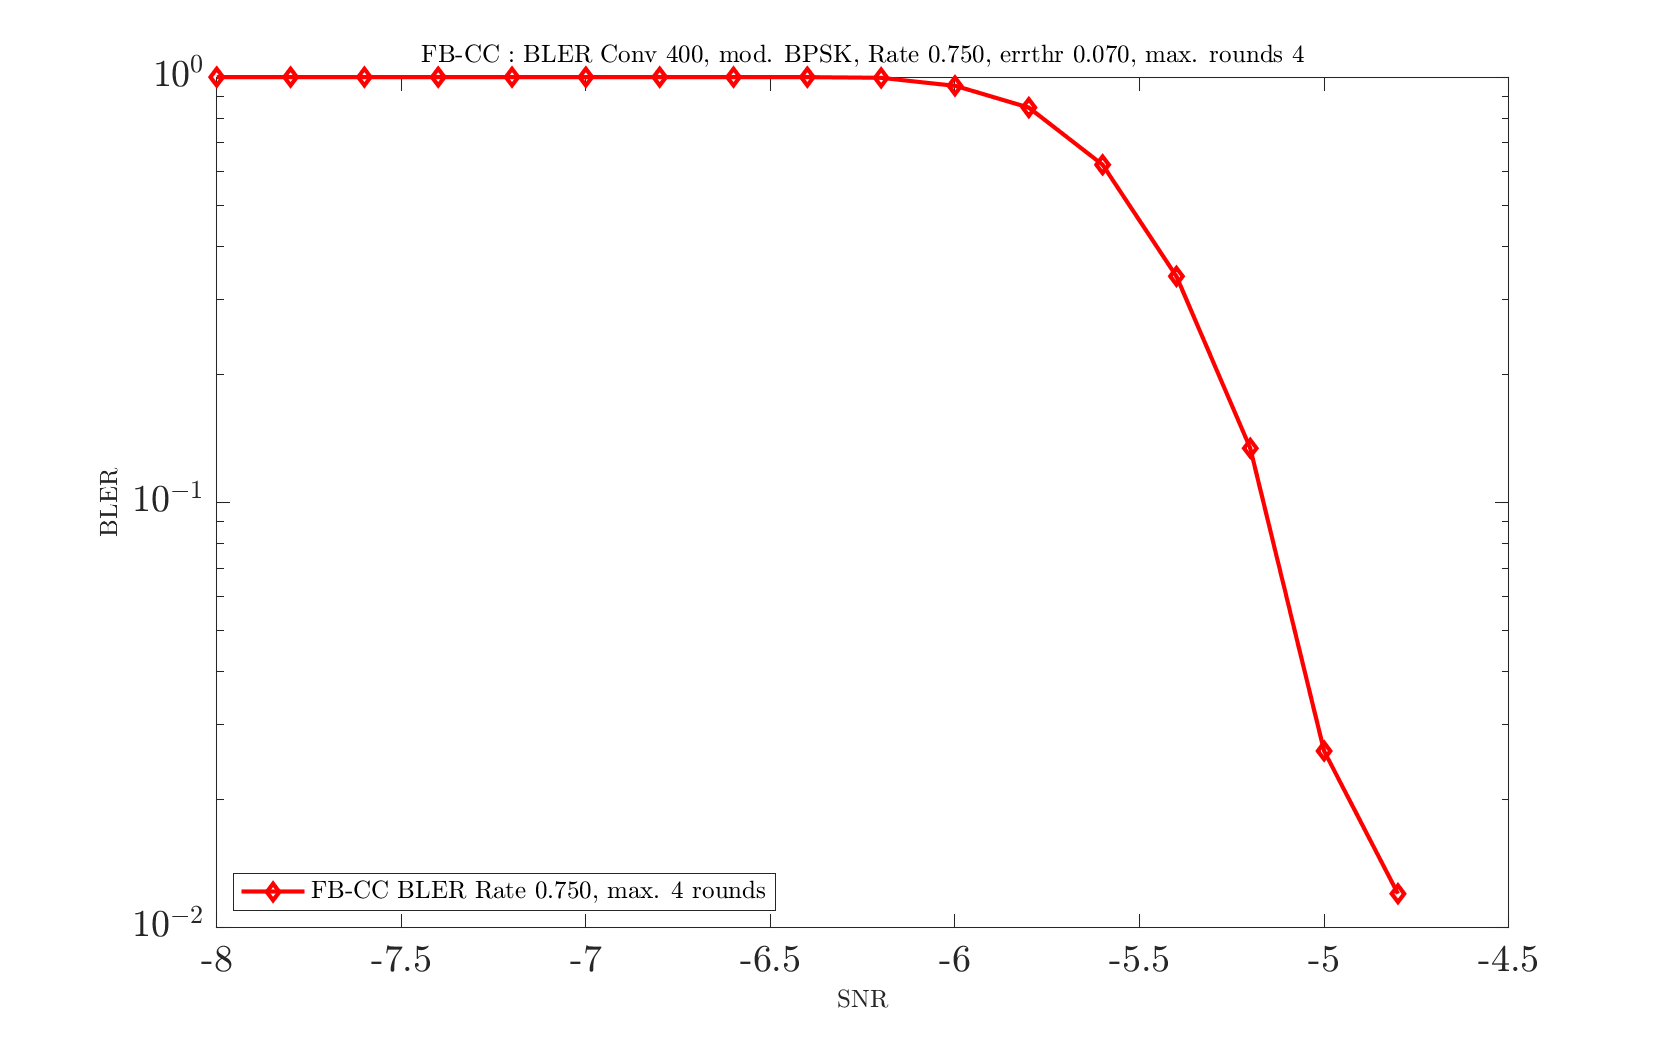 FB-CC : BLER Conv 400, mod. BPSK, Rate 0.750, errthr 0.070, max. rounds 4
10^0
10^{-1}
10^{-2}
BLER
FB-CC BLER Rate 0.750, max. 4 rounds
-8 -7.5 -7 -6.5 -6 -5.5 -5 -4.5
SNR